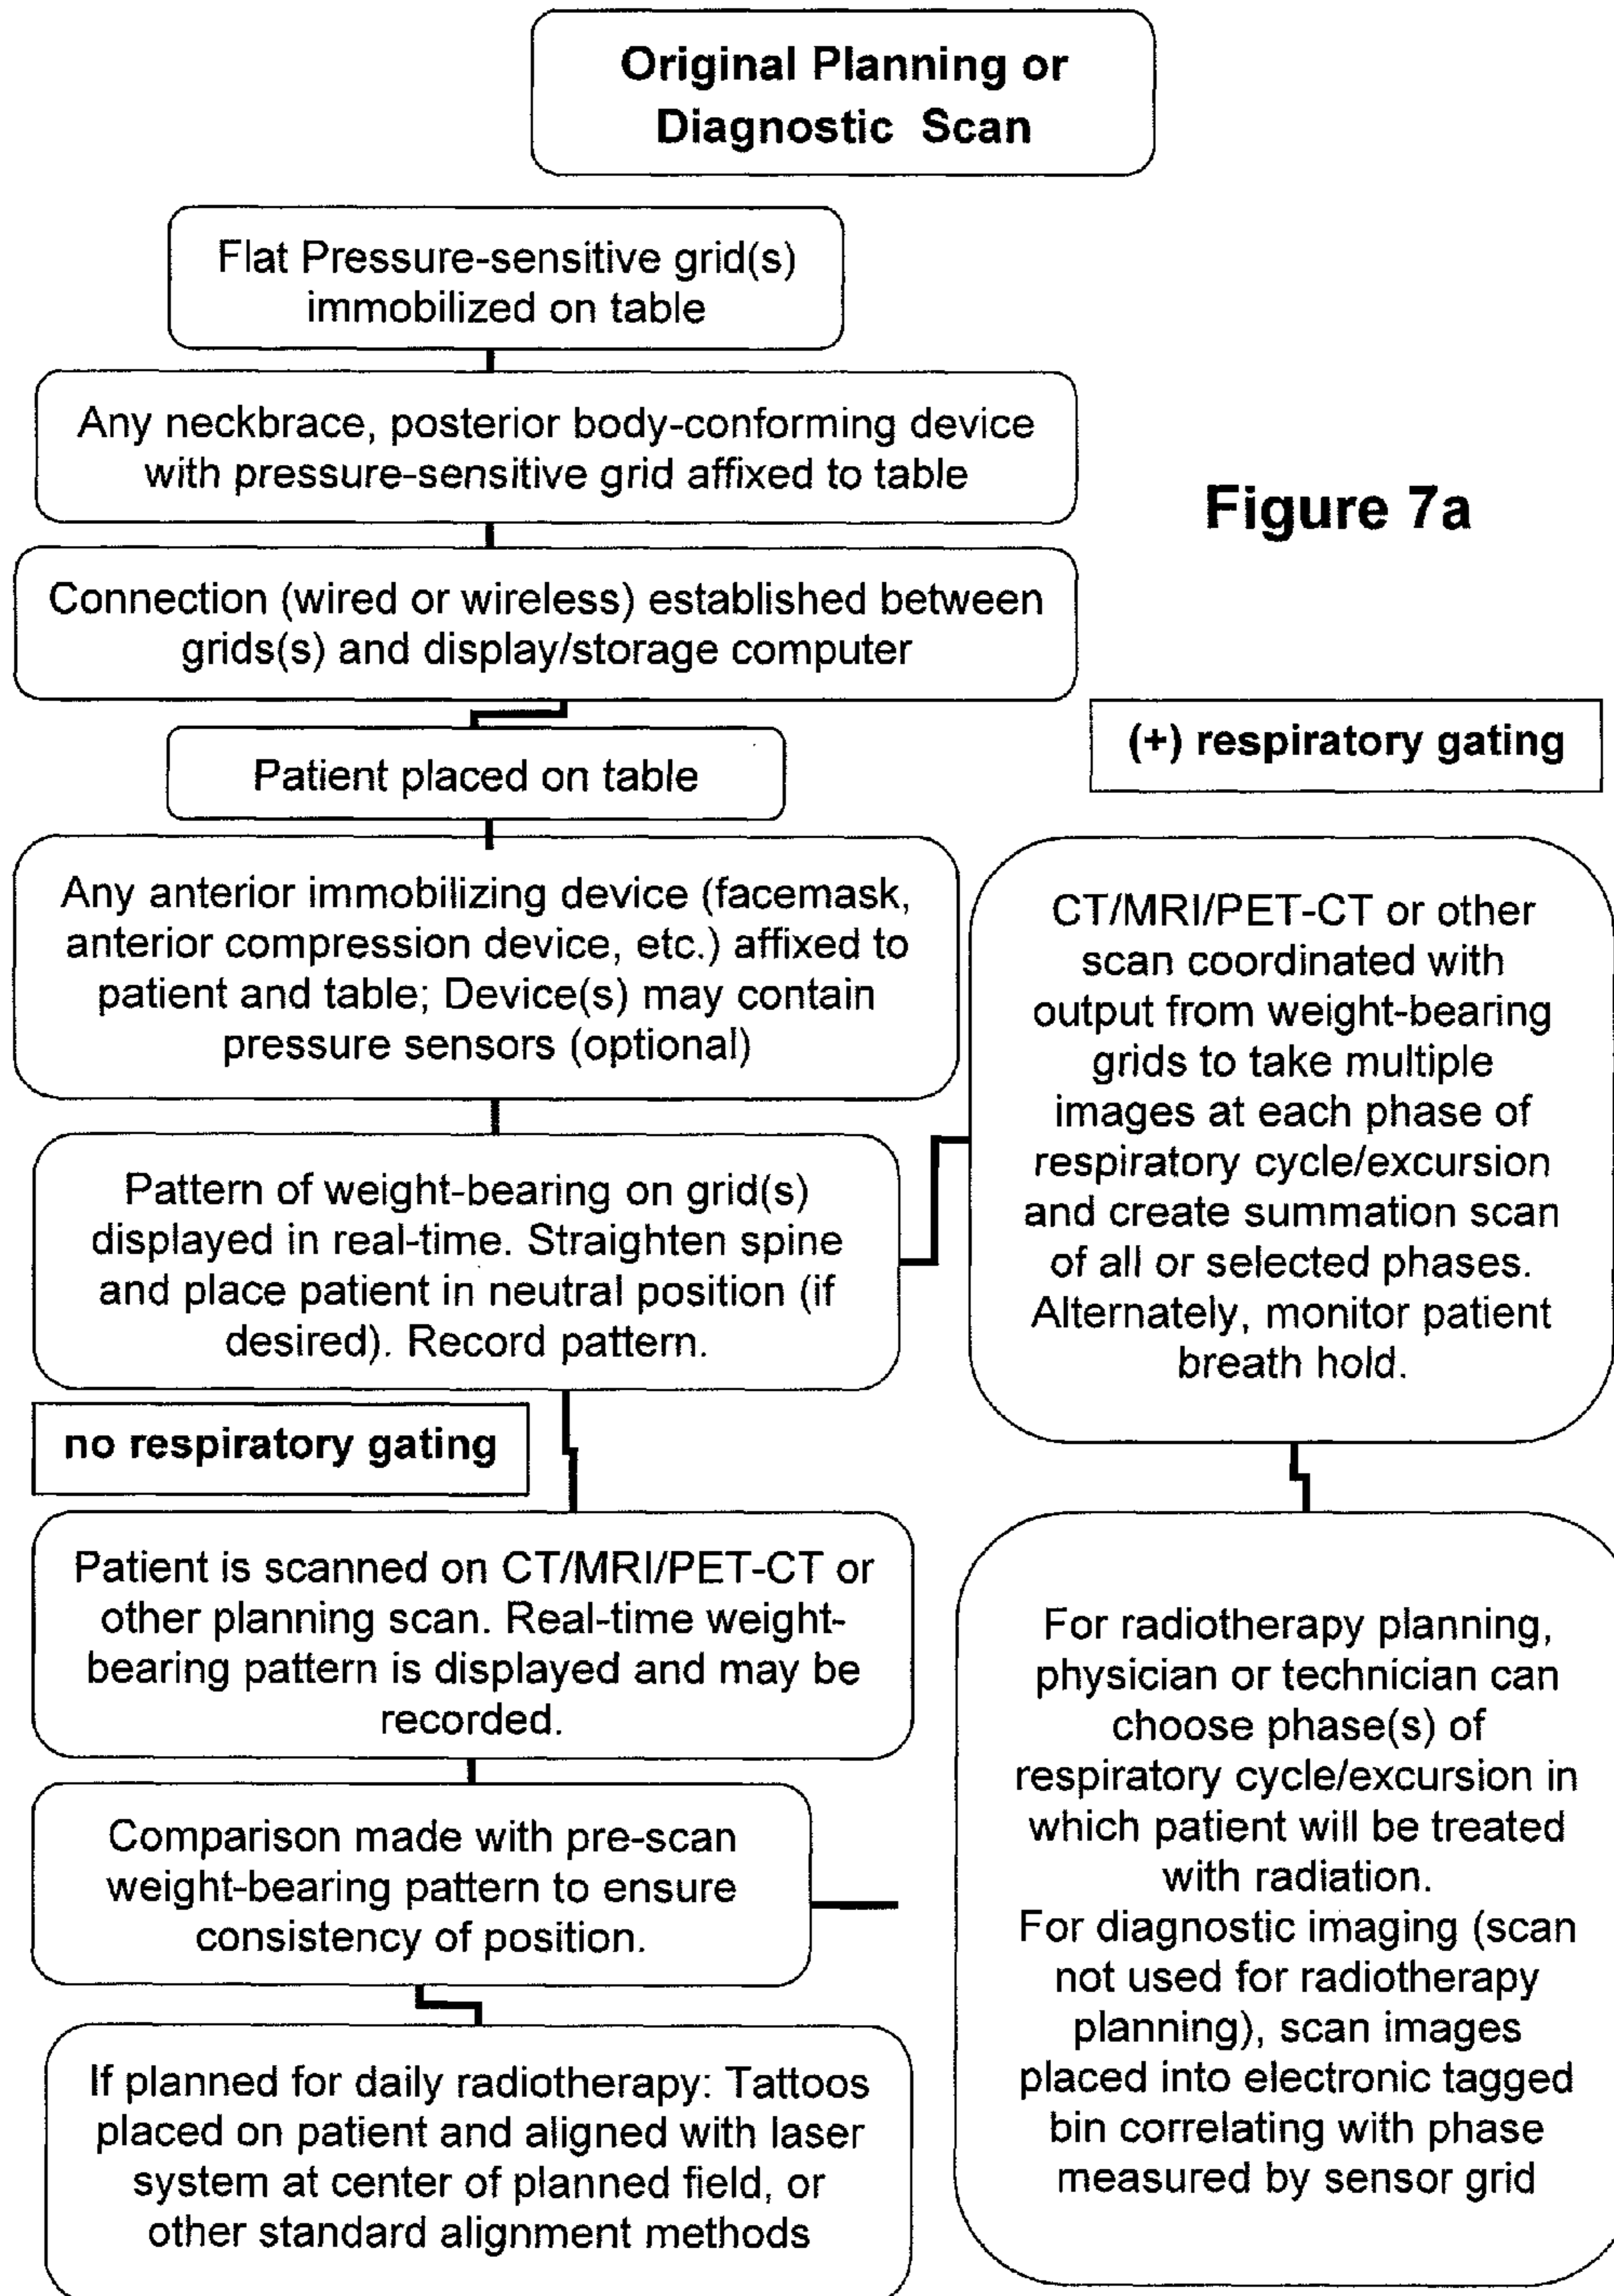 Original Planning or
Diagnostic Scan
Flat Pressure-sensitive grid(s)
immobilized on table
Any neckbrace, posterior body-conforming device
with pressure-sensitive grid affixed to table
Figure 7a
Connection (wired or wireless) established between
grids(s) and display/storage computer
Patient placed on table
(+) respiratory gating
Any anterior immobilizing device (facemask,
anterior compression device, etc.) affixed to
patient and table; Device(s) may contain
pressure sensors (optional)
CT/MRI/PET-CT or other
scan coordinated with
output from weight-bearing
grids to take multiple
images at each phase of
respiratory cycle/excursion
and create summation scan
of all or selected phases.
Alternately, monitor patient
breath hold.
Pattern of weight-bearing on grid(s)
displayed in real-time. Straighten spine
and place patient in neutral position (if
desired). Record pattern.
no respiratory gating
Patient is scanned on CT/MRI/PET-CT or
other planning scan. Real-time weight-
bearing pattern is displayed and may be
recorded.
Comparison made with pre-scan
weight-bearing pattern to ensure
consistency of position.
If planned for daily radiotherapy: Tattoos
placed on patient and aligned with laser
system at center of planned field, or
other standard alignment methods
For radiotherapy planning,
physician or technician can
choose phase(s) of
respiratory cycle/excursion in
which patient will be treated
with radiation.
For diagnostic imaging (scan
not used for radiotherapy
planning), scan images
placed into electronic tagged
bin correlating with phase
measured by sensor grid